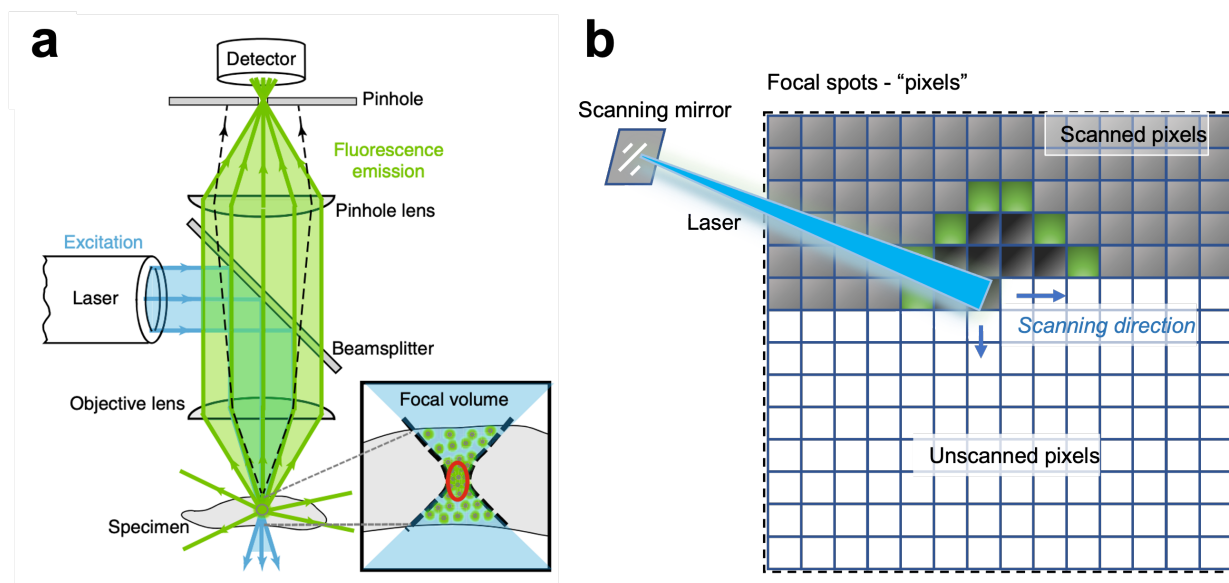 a
Detector
Pinhole
Fluorescence
emission
Pinhole lens
Excitation
Laser
Beamsplitter
Objective lens
Focal volume
Specimen
b
Focal spots - “pixels”
Scanning mirror
Scanned pixels
Laser
Scanning direction
Unscanned pixels